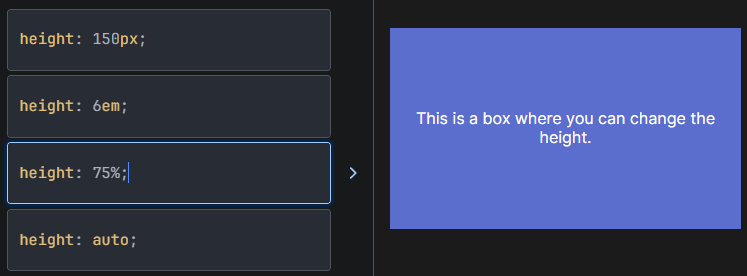 height: 150px;
height: 6em;
height: 75%;
height: auto;
This is a box where you can change the
height.